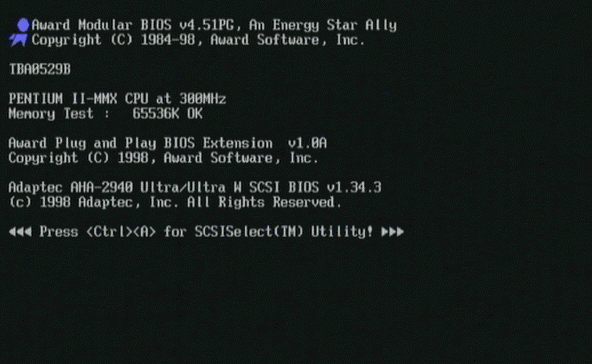 Award Modular BIOS v4.51PG, An Energy Star Ally
Copyright (C) 1984-98, Award Software, Inc.
TBA0529B
PENTIUM II-MMX CPU at 300MHz
Memory Test :   65536K OK
Award Plug and Play BIOS Extension  v1.0A
Copyright (C) 1998, Award Software, Inc.
Adaptec AHA-2940 Ultra/Ultra W SCSI BIOS v1.34.3
(c) 1998 Adaptec, Inc. All Rights Reserved.
◄◄◄ Press <Ctrl><A> for SCSISelect(TM) Utility! ►►►